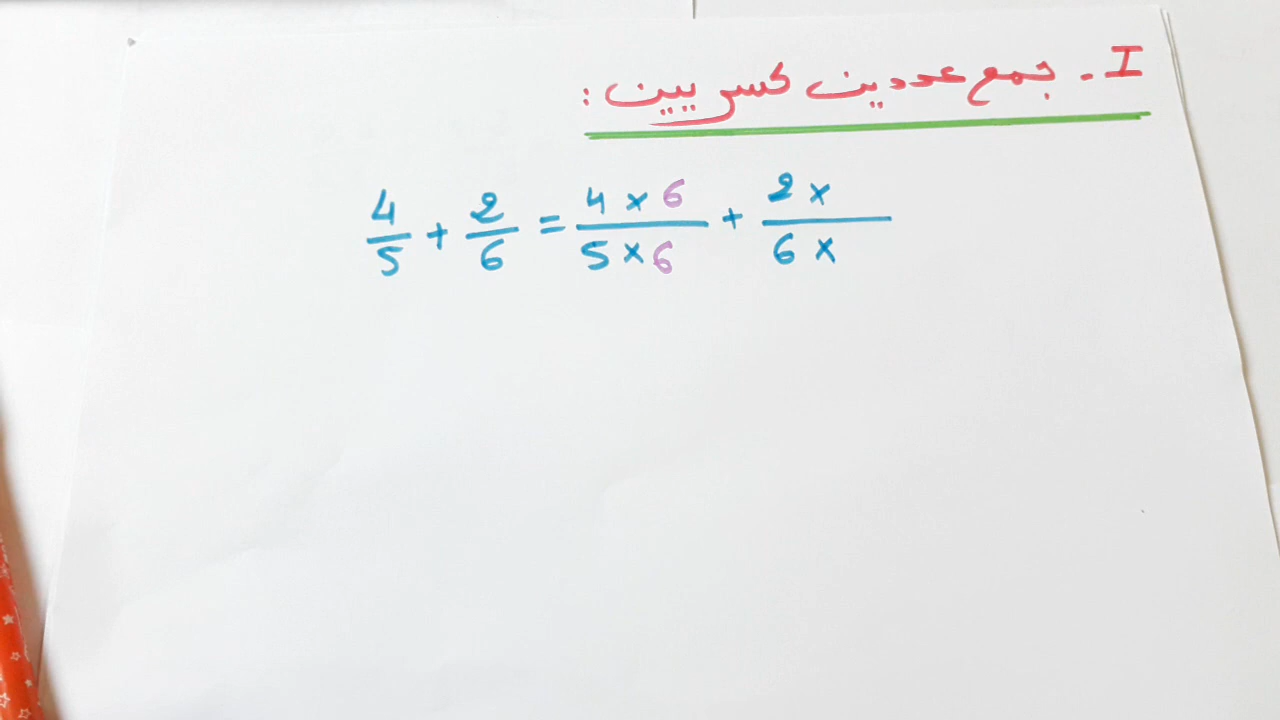 I - جمع عددين كسريين :
4/5 + 2/6 = 4 x 6/5 x 6 + 2 x/6 x